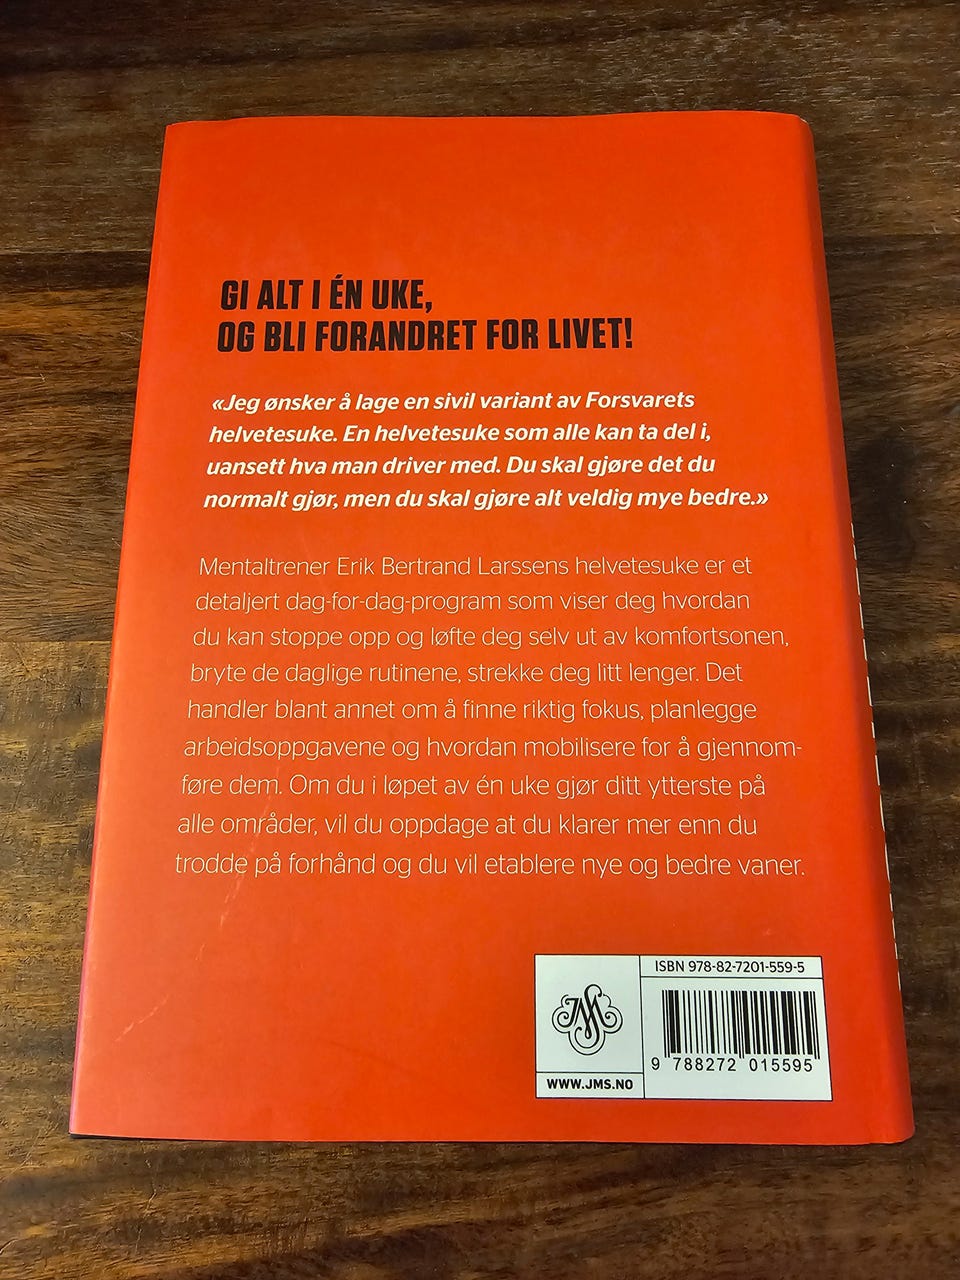 GI ALT I ÉN UKE,
OG BLI FORANDRET FOR LIVET!
«Jeg ønsker å lage en sivil variant av Forsvarets
helvetesuke. En helvetesuke som alle kan ta del i,
uansett hva man driver med. Du skal gjøre det du
normalt gjør, men du skal gjøre alt veldig mye bedre.»
Mentaltrener Erik Bertrand Larssens helvetesuke er et
detaljert dag-for-dag-program som viser deg hvordan
du kan stoppe opp og løfte deg selv ut av komfortsonen,
bryte de daglige rutinene, strekke deg litt lenger. Det
handler blant annet om å finne riktig fokus, planlegge
arbeidsoppgavene og hvordan mobilisere for å gjennom-
føre dem. Om du i løpet av én uke gjør ditt ytterste på
alle områder, vil du oppdage at du klarer mer enn du
trodde på forhånd og du vil etablere nye og bedre vaner.
ISBN 978-82-7201-559-5
JMS
9 788272 015595
WWW.JMS.NO